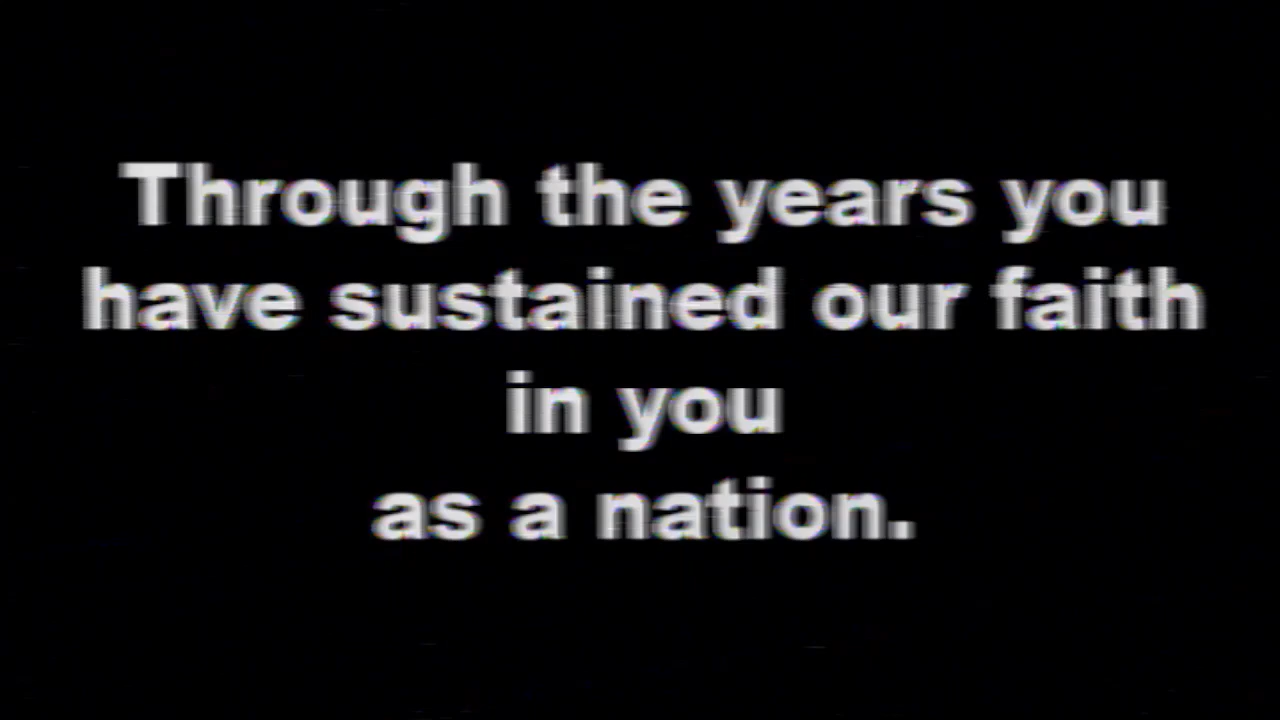 Through the years you
have sustained our faith
in you
as a nation.